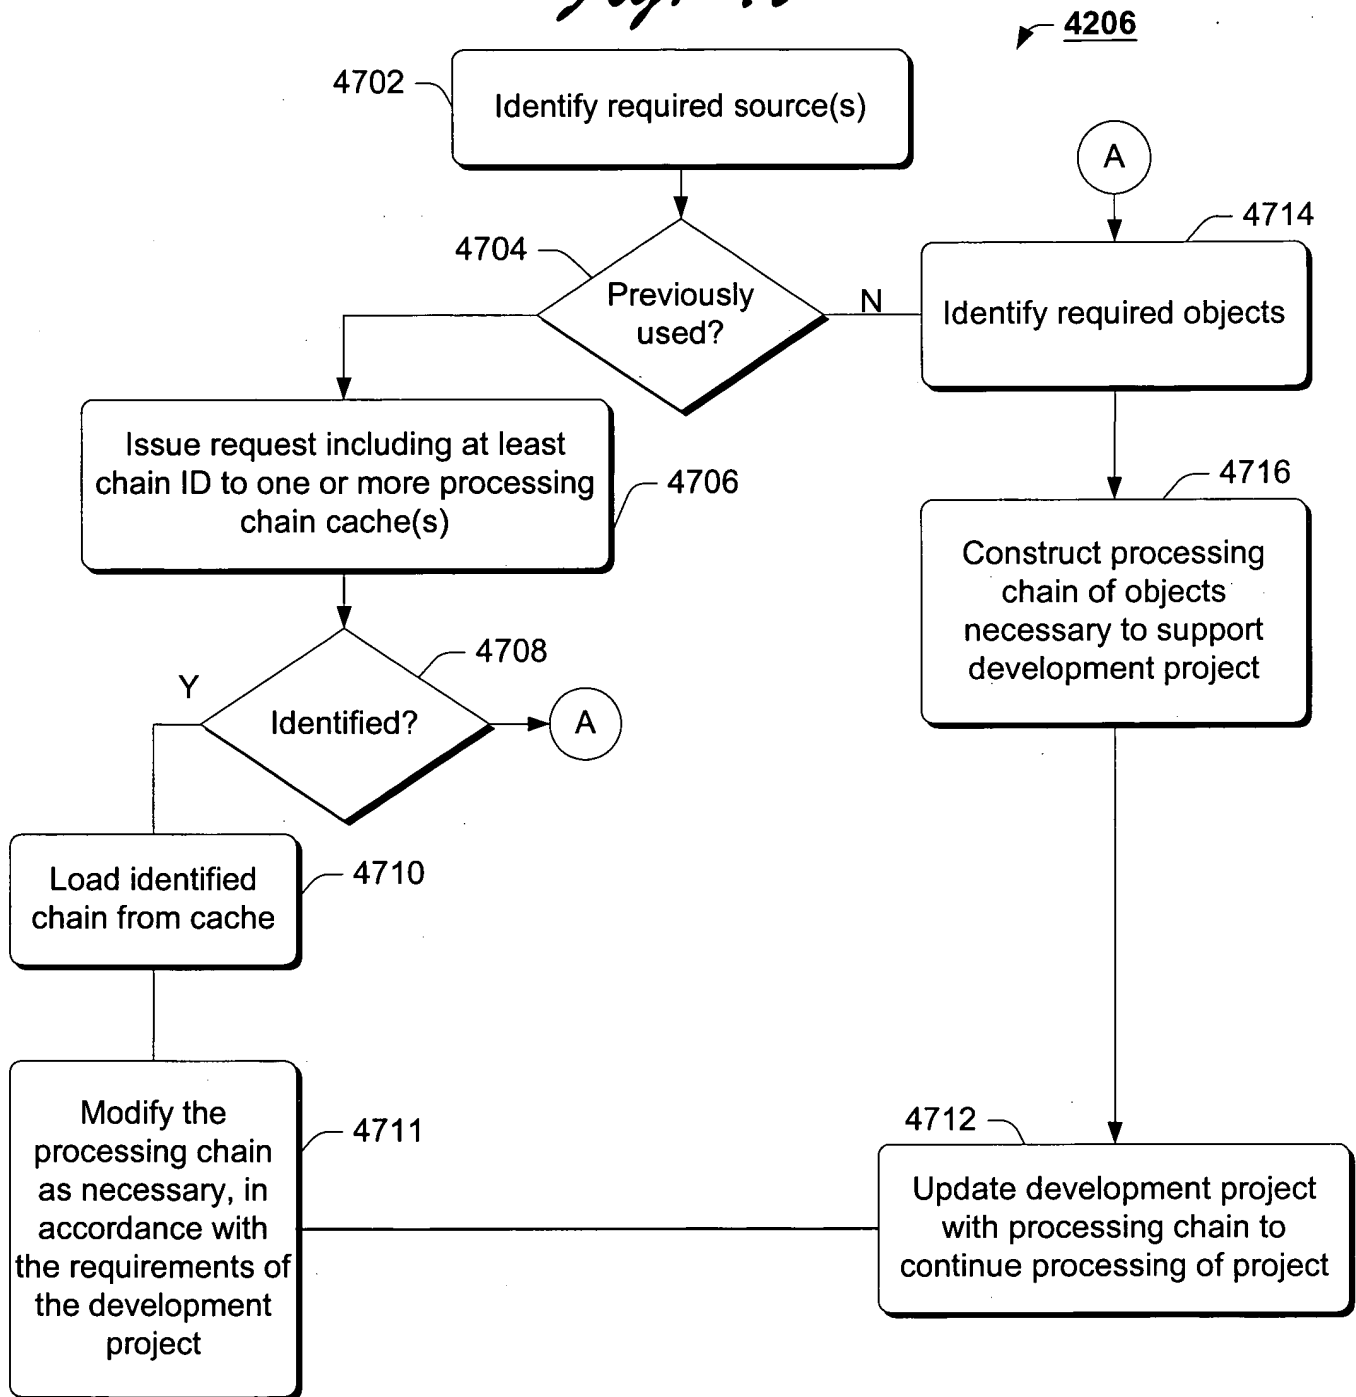 4206
4702
Identify required source(s)
A
4714
4704
Previously
used?
N
Identify required objects
Issue request including at least
chain ID to one or more processing
chain cache(s)
4706
4716
Construct processing
chain of objects
necessary to support
development project
4708
Y
Identified?
A
Load identified
chain from cache
4710
Modify the
processing chain
as necessary, in
accordance with
the requirements of
the development
project
4711
4712
Update development project
with processing chain to
continue processing of project